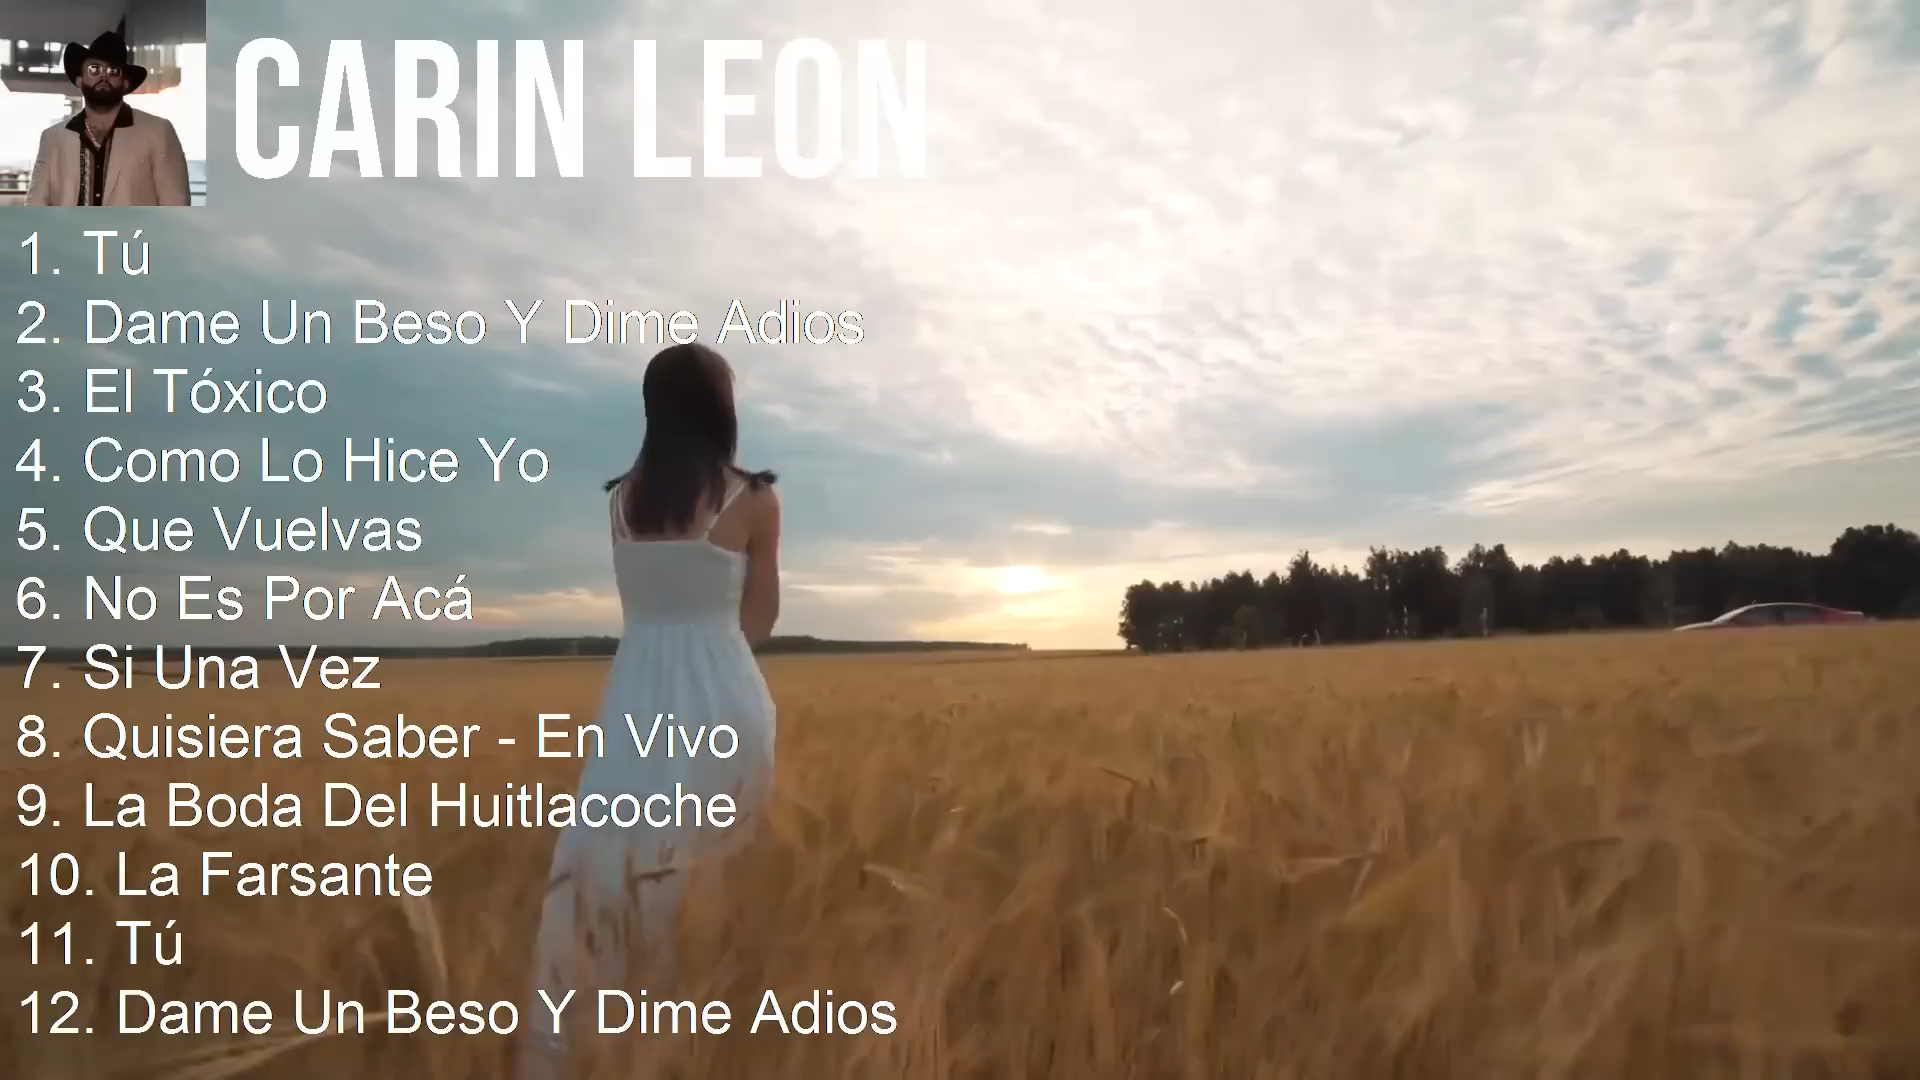 CARIN LEON
1. Tú
2. Dame Un Beso Y Dime Adios
3. El Tóxico
4. Como Lo Hice Yo
5. Que Vuelvas
6. No Es Por Acá
7. Si Una Vez
8. Quisiera Saber - En Vivo
9. La Boda Del Huitlacoche
10. La Farsante
11. Tú
12. Dame Un Beso Y Dime Adios